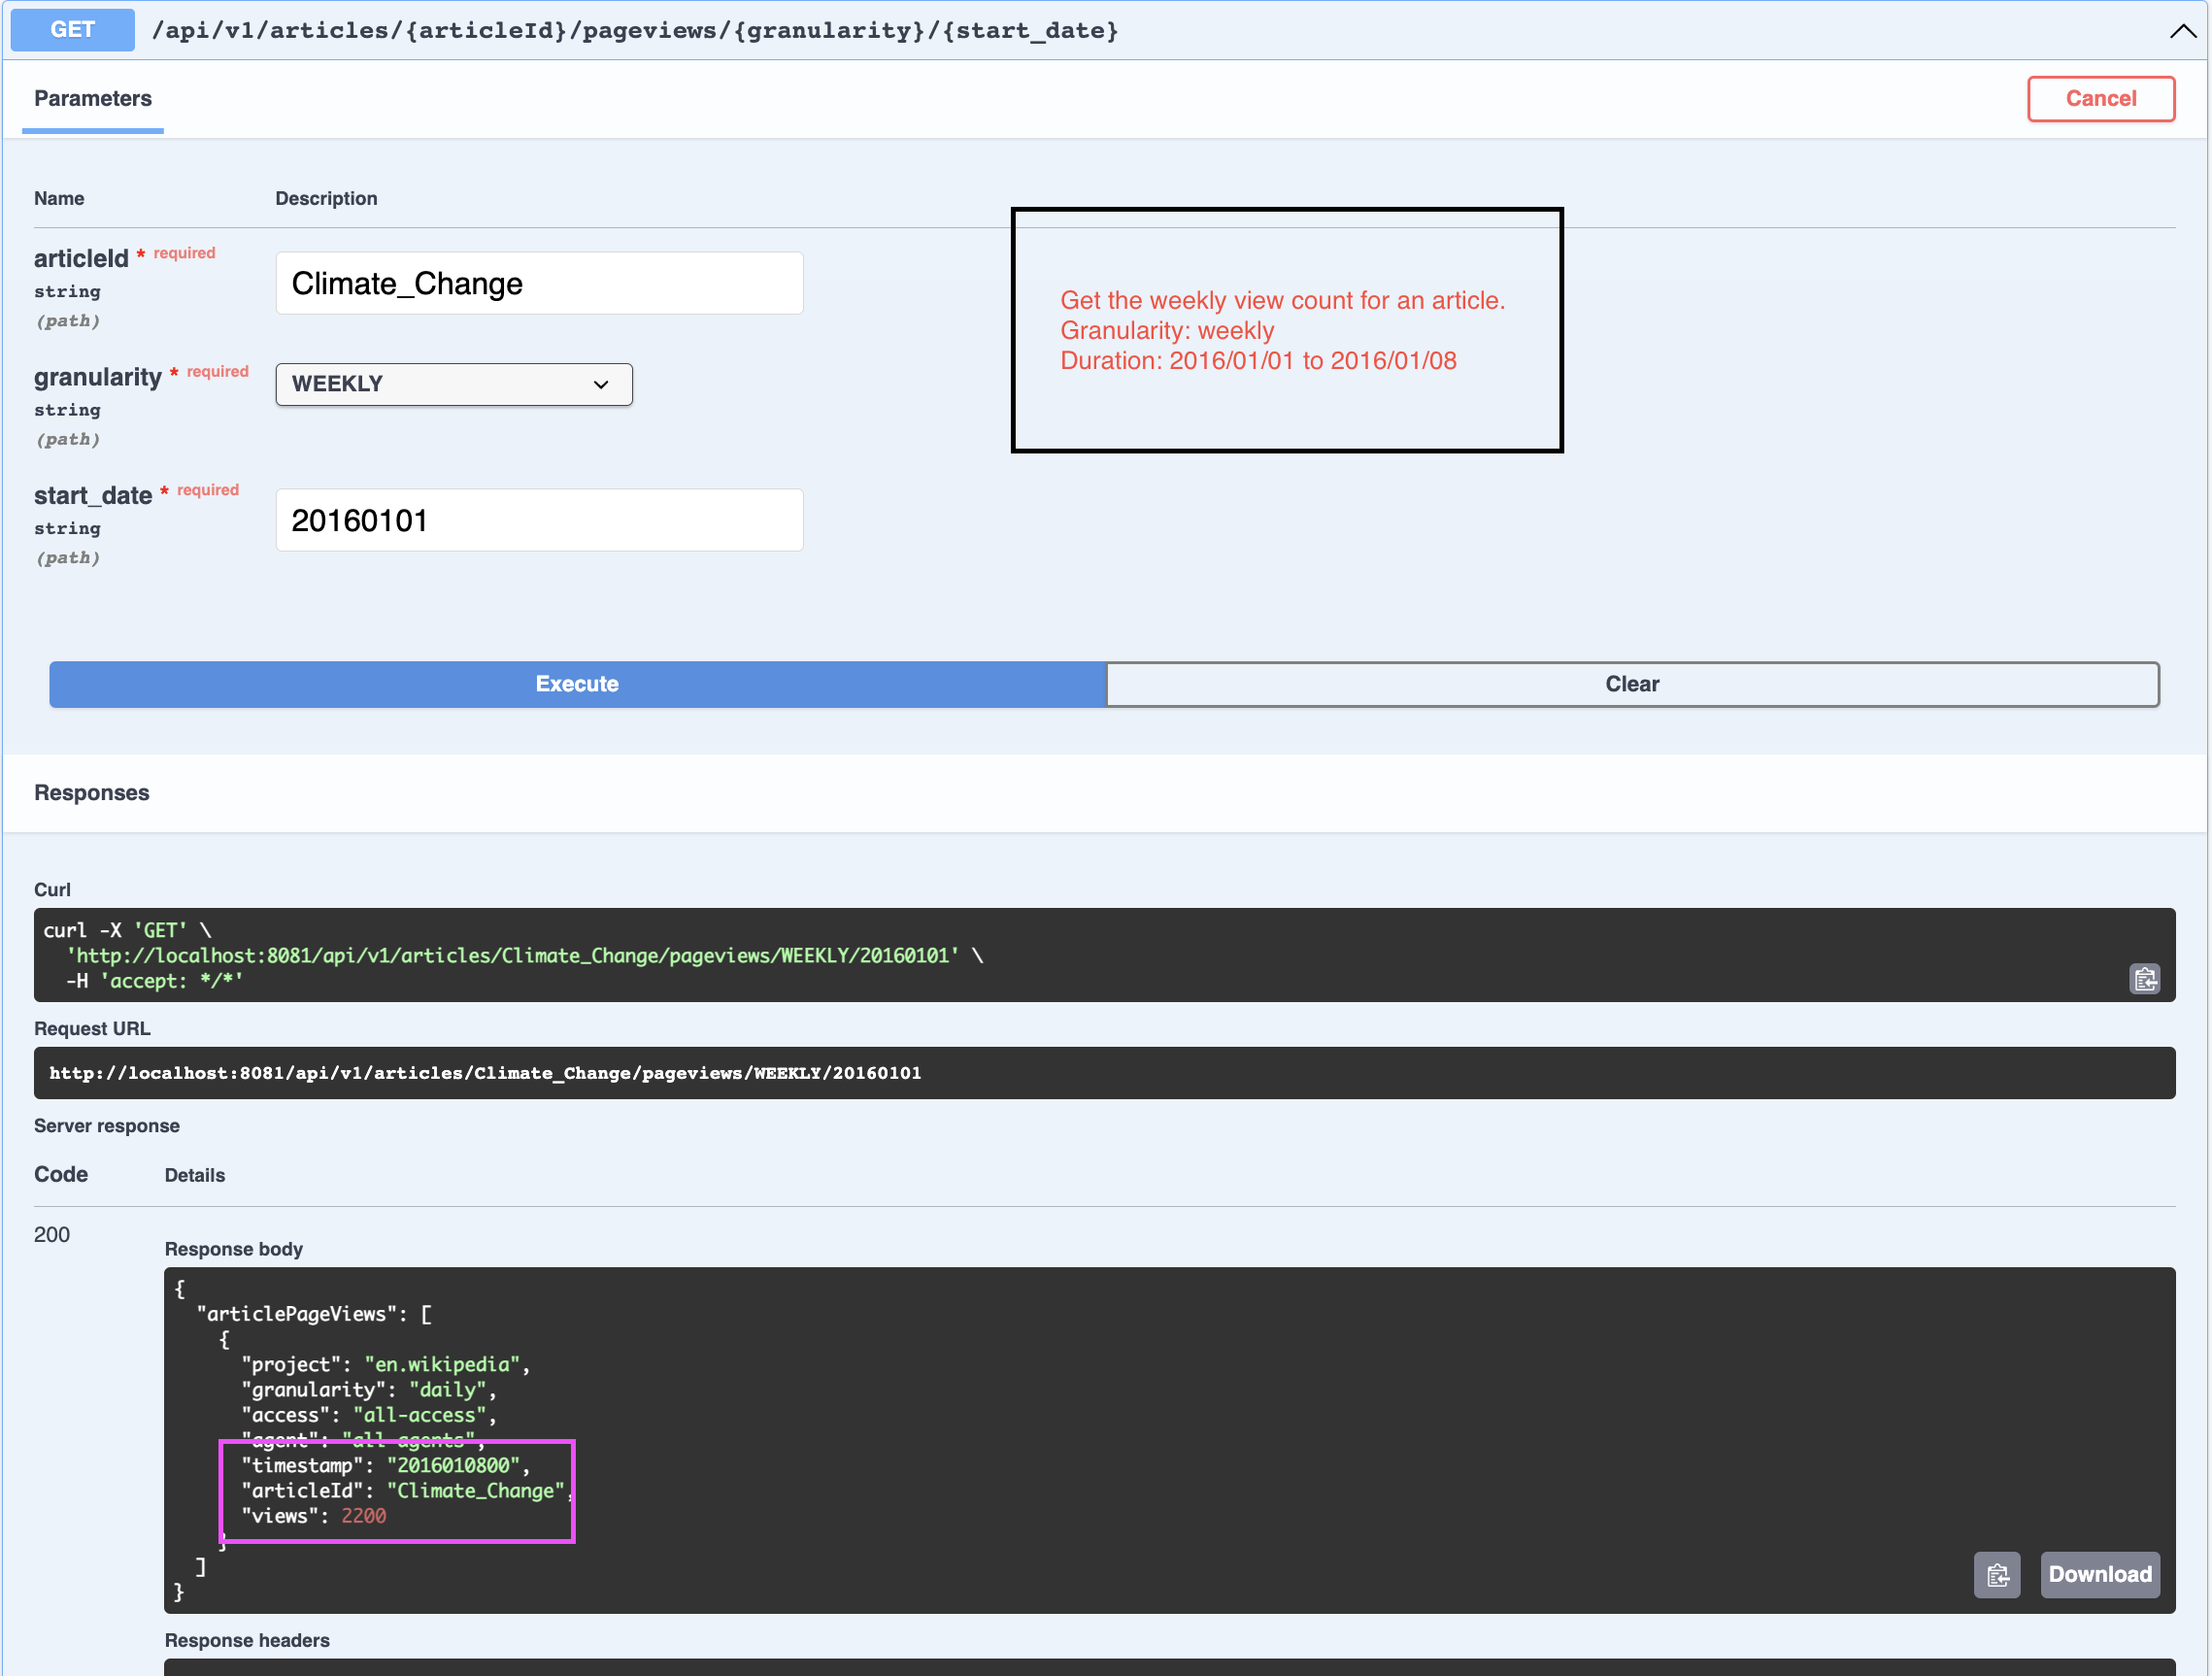 GET /api/v1/articles/{articleId}/pageviews/{granularity}/{start_date}
Parameters
Cancel
Name Description
articleId * required
string
(path)
Climate_Change
granularity * required
string
(path)
WEEKLY
start_date * required
string
(path)
20160101
Get the weekly view count for an article.
Granularity: weekly
Duration: 2016/01/01 to 2016/01/08
Execute Clear
Responses
Curl
curl -X 'GET' \
'http://localhost:8081/api/v1/articles/Climate_Change/pageviews/WEEKLY/20160101' \
-H 'accept: */*'
Request URL
http://localhost:8081/api/v1/articles/Climate_Change/pageviews/WEEKLY/20160101
Server response
Code Details
200
Response body
{
"articlePageViews": [
{
"project": "en.wikipedia",
"granularity": "daily",
"access": "all-access",
"agent": "all-agents",
"timestamp": "2016010800",
"articleId": "Climate_Change",
"views": 2200
}
]
}
Download
Response headers